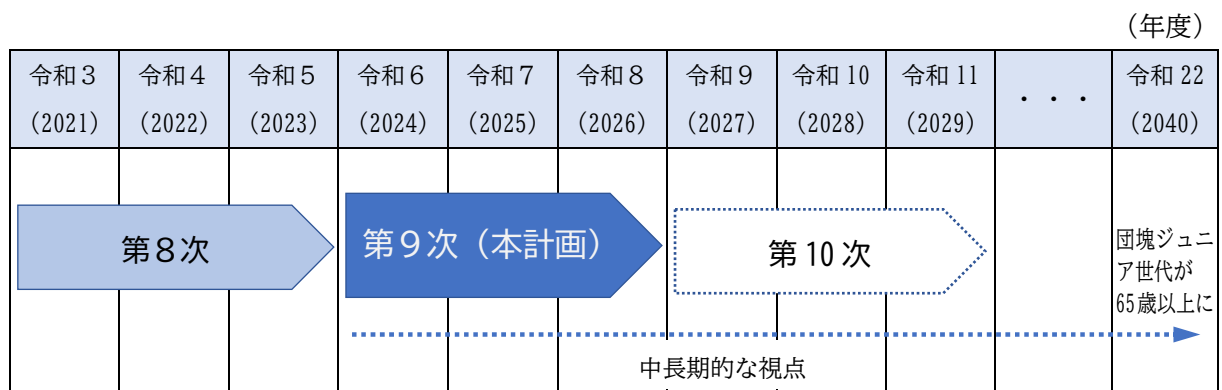 （年度）
令和３ 令和４ 令和５ 令和６ 令和７ 令和８ 令和９ 令和 10 令和 11 ・・・ 令和 22
(2021) (2022) (2023) (2024) (2025) (2026) (2027) (2028) (2029) (2040)
第８次
第９次（本計画）
第 10 次
団塊ジュニ
ア世代が
65歳以上に
中長期的な視点